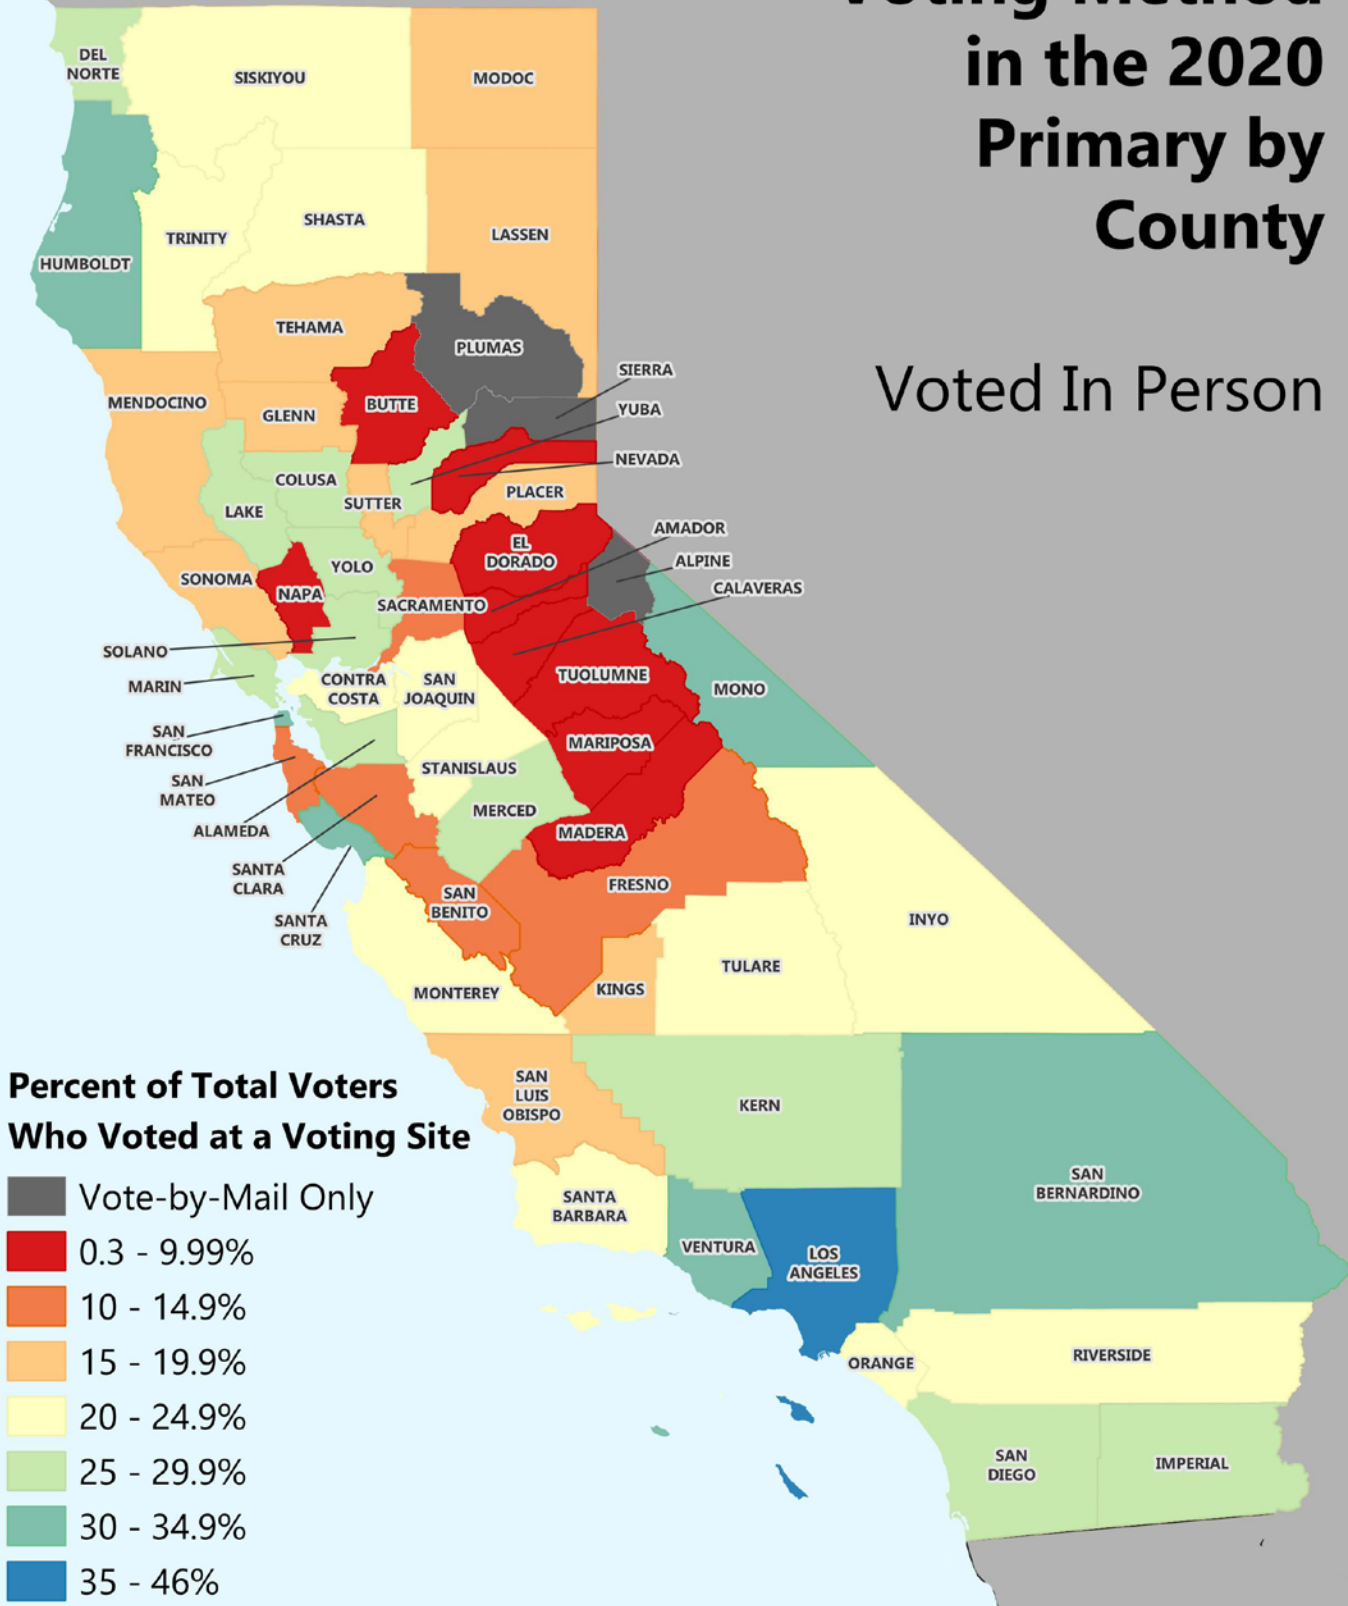 Voting Method
in the 2020
Primary by
County
Voted In Person
DEL
NORTE
SISKIYOU
MODOC
HUMBOLDT
TRINITY
SHASTA
LASSEN
TEHAMA
PLUMAS
SIERRA
MENDOCINO
GLENN
BUTTE
YUBA
NEVADA
COLUSA
PLACER
SUTTER
LAKE
AMADOR
EL
DORADO
ALPINE
YOLO
SONOMA
NAPA
CALAVERAS
SACRAMENTO
SOLANO
MARIN
CONTRA
COSTA
SAN
JOAQUIN
TUOLUMNE
MONO
SAN
FRANCISCO
MARIPOSA
STANISLAUS
SAN
MATEO
MERCED
ALAMEDA
MADERA
SANTA
CLARA
FRESNO
SAN
BENITO
SANTA
CRUZ
INYO
TULARE
MONTEREY
KINGS
SAN
LUIS
OBISPO
KERN
SAN
BERNARDINO
SANTA
BARBARA
VENTURA
LOS
ANGELES
ORANGE
RIVERSIDE
SAN
DIEGO
IMPERIAL
Percent of Total Voters
Who Voted at a Voting Site
Vote-by-Mail Only
0.3 - 9.99%
10 - 14.9%
15 - 19.9%
20 - 24.9%
25 - 29.9%
30 - 34.9%
35 - 46%